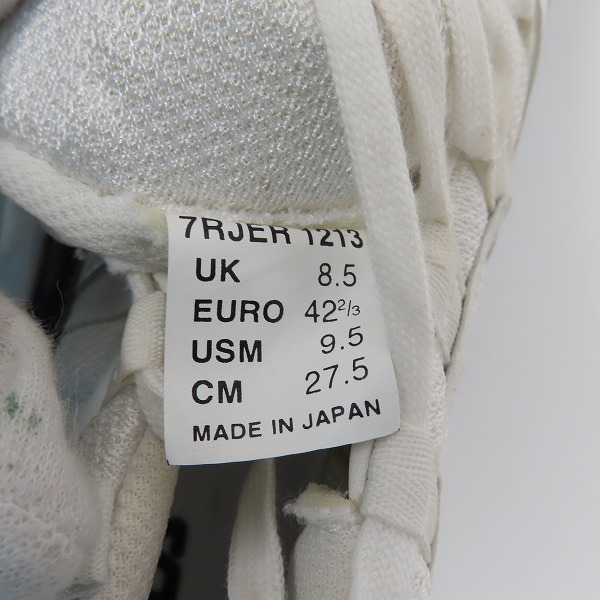 7RJER 1213
UK 8.5
EURO 42 2/3
USM 9.5
CM 27.5
MADE IN JAPAN